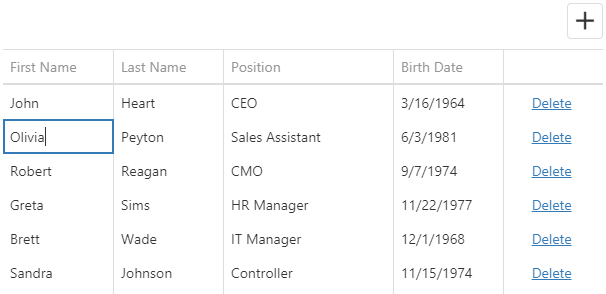 First Name Last Name Position Birth Date
John Heart CEO 3/16/1964 Delete
Olivia Peyton Sales Assistant 6/3/1981 Delete
Robert Reagan CMO 9/7/1974 Delete
Greta Sims HR Manager 11/22/1977 Delete
Brett Wade IT Manager 12/1/1968 Delete
Sandra Johnson Controller 11/15/1974 Delete